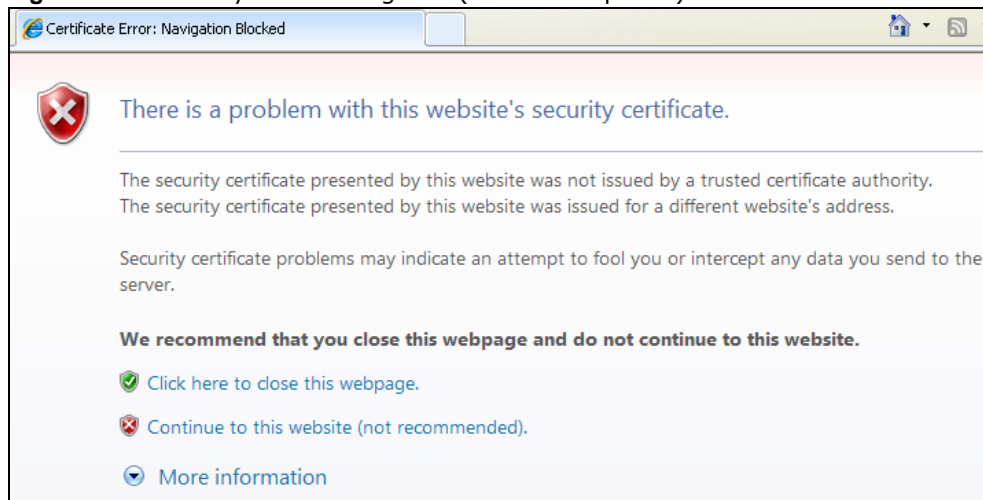 Certificate Error: Navigation Blocked
There is a problem with this website's security certificate.
The security certificate presented by this website was not issued by a trusted certificate authority.
The security certificate presented by this website was issued for a different website's address.
Security certificate problems may indicate an attempt to fool you or intercept any data you send to the
server.
We recommend that you close this webpage and do not continue to this website.
Click here to close this webpage.
Continue to this website (not recommended).
More information